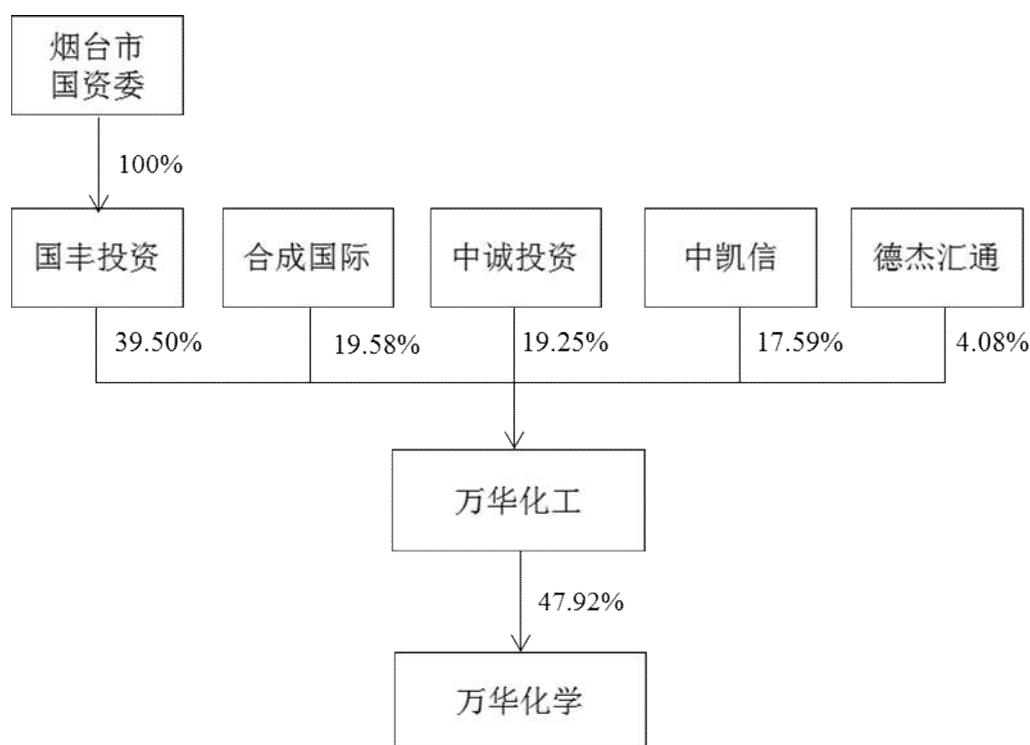 烟台市
国资委
100%
国丰投资
合成国际
中诚投资
中凯信
德杰汇通
39.50%
19.58%
19.25%
17.59%
4.08%
万华化工
47.92%
万华化学